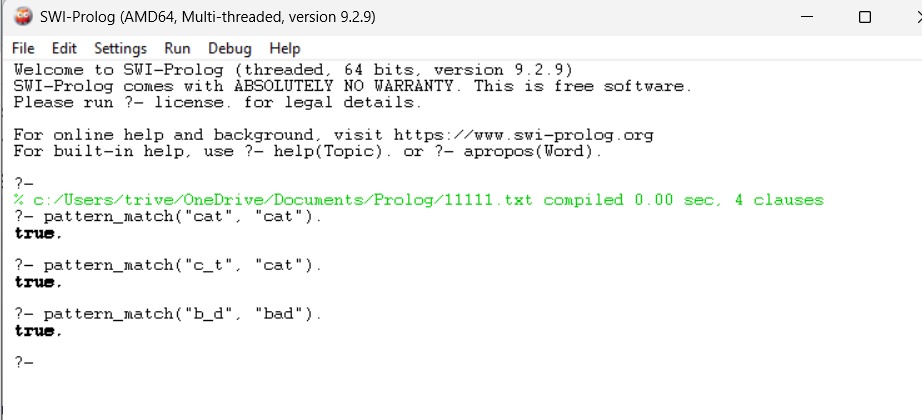 SWI-Prolog (AMD64, Multi-threaded, version 9.2.9)
File Edit Settings Run Debug Help
Welcome to SWI-Prolog (threaded, 64 bits, version 9.2.9)
SWI-Prolog comes with ABSOLUTELY NO WARRANTY. This is free software.
Please run ?- license. for legal details.
For online help and background, visit https://www.swi-prolog.org
For built-in help, use ?- help(Topic). or ?- apropos(Word).
?-
% c:/Users/trive/OneDrive/Documents/Prolog/11111.txt compiled 0.00 sec, 4 clauses
?- pattern_match("cat", "cat").
true.
?- pattern_match("c_t", "cat").
true.
?- pattern_match("b_d", "bad").
true.
?-